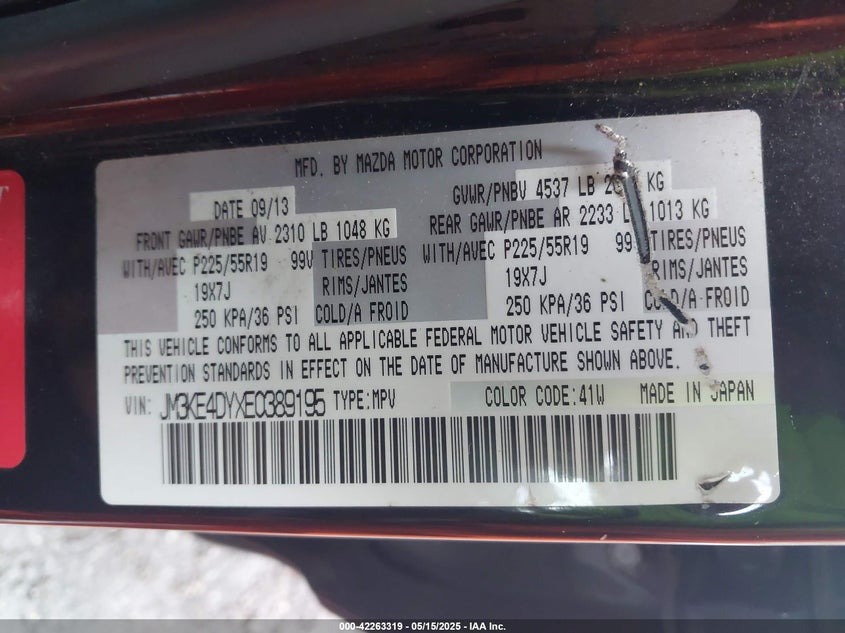 MFD. BY MAZDA MOTOR CORPORATION
DATE 09/13 GVWR/PNBV 4537 LB KG
FRONT GAWR/PNBE AV 2310 LB 1048 KG REAR GAWR/PNBE AR 2233 1013 KG
WITH/AVEC P225/55R19 99V TIRES/PNEUS WITH/AVEC P225/55R19 TIRES/PNEUS
19X7J RIMS/JANTES 19X7J RIMS/JANTES
250 KPA/36 PSI COLD/A FROID 250 KPA/36 PSI COLD/A FROID
THIS VEHICLE CONFORMS TO ALL APPLICABLE FEDERAL MOTOR VEHICLE SAFETY AND THEFT
PREVENTION STANDARDS IN EFFECT ON THE DATE OF MANUFACTURE SHOWN ABOVE.
VIN: JM3KE4DYXE0389195 TYPE:MPV COLOR CODE:41W MADE IN JAPAN
000-42263319 - 05/15/2025 - IAA Inc.